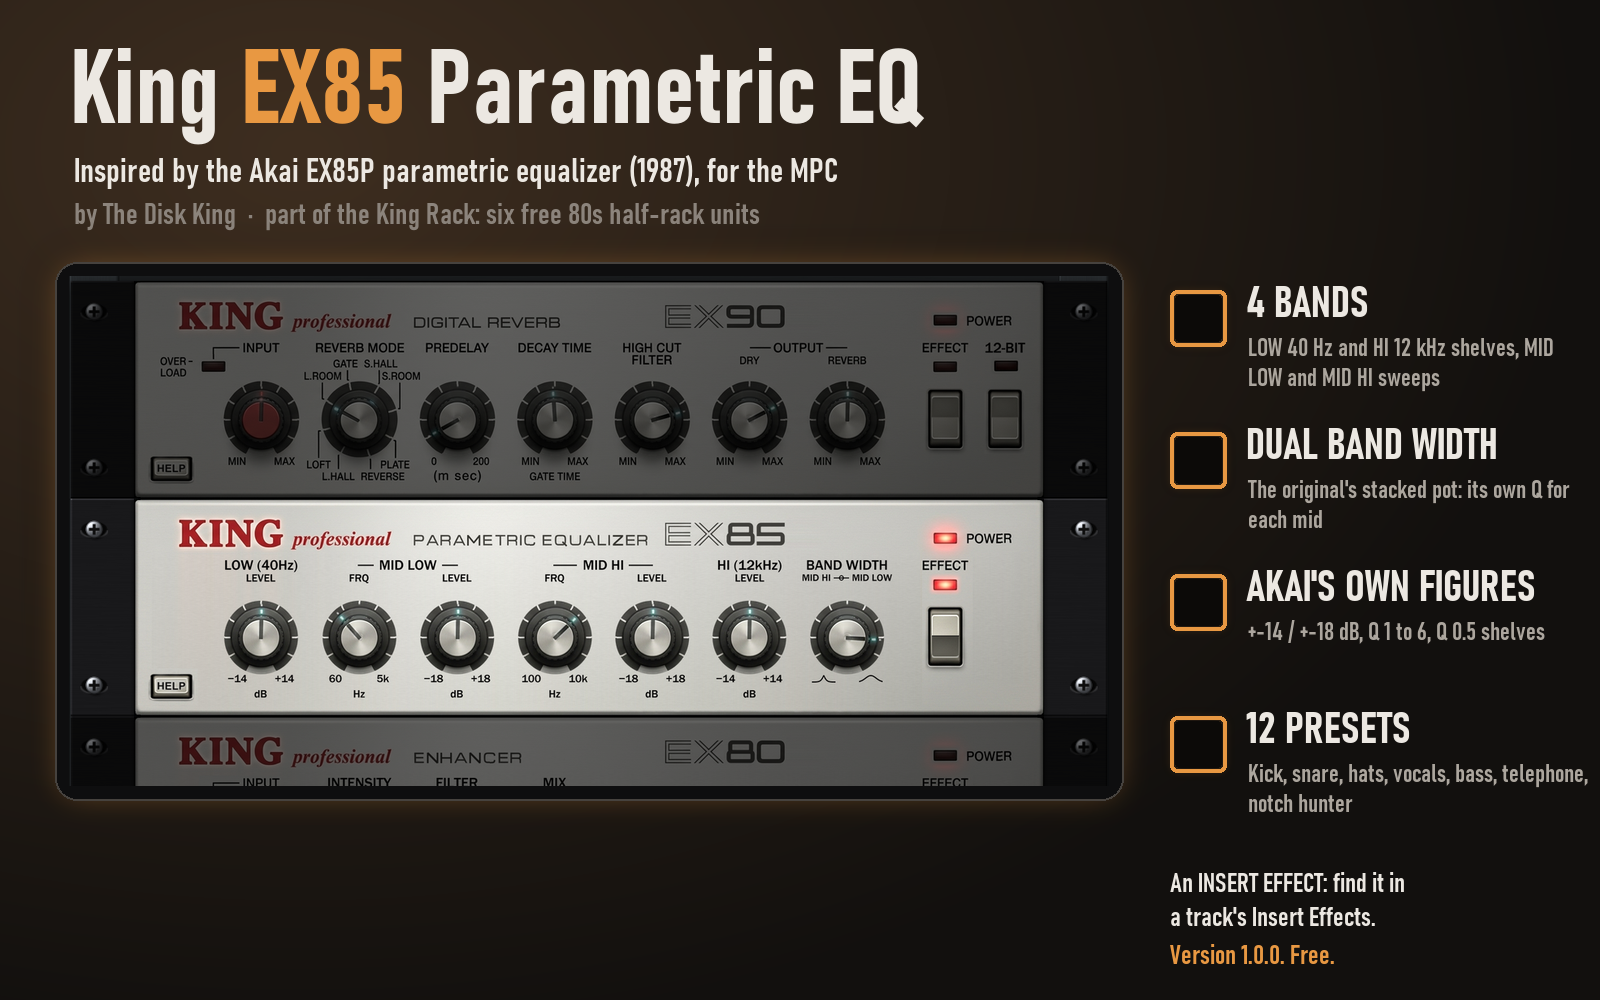 King EX85 Parametric EQ
Inspired by the Akai EX85P parametric equalizer (1987), for the MPC
by The Disk King · part of the King Rack: six free 80s half-rack units
KING professional DIGITAL REVERB EX90 POWER
OVER-LOAD INPUT REVERB MODE PREDELAY DECAY TIME HIGH CUT FILTER OUTPUT EFFECT 12-BIT
GATE S.HALL DRY REVERB
L.ROOM S.ROOM
MIN MAX LOFT PLATE 0 200 MIN MAX MIN MAX MIN MAX MIN MAX
HELP L.HALL REVERSE (m sec) GATE TIME
KING professional PARAMETRIC EQUALIZER EX85 POWER
LOW (40Hz) MID LOW MID HI HI (12kHz) BAND WIDTH EFFECT
LEVEL FRQ LEVEL FRQ LEVEL LEVEL MID HI MID LOW
−14 +14 60 5k −18 +18 100 10k −18 +18 −14 +14
HELP dB Hz dB Hz dB dB
KING professional ENHANCER EX80 POWER
INPUT INTENSITY FILTER MIX EFFECT
4 BANDS
LOW 40 Hz and HI 12 kHz shelves, MID
LOW and MID HI sweeps
DUAL BAND WIDTH
The original's stacked pot: its own Q for
each mid
AKAI'S OWN FIGURES
+-14 / +-18 dB, Q 1 to 6, Q 0.5 shelves
12 PRESETS
Kick, snare, hats, vocals, bass, telephone,
notch hunter
An INSERT EFFECT: find it in
a track's Insert Effects.
Version 1.0.0. Free.